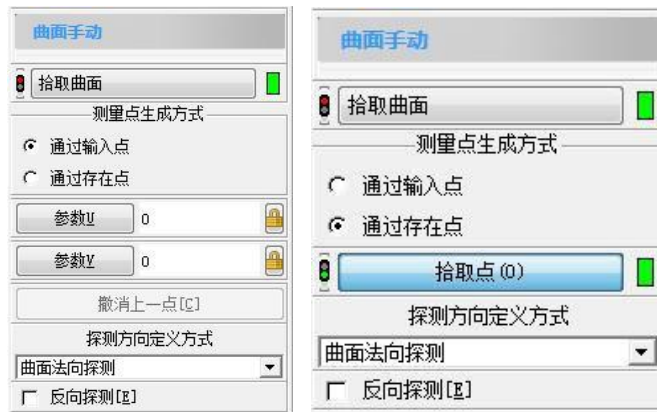 曲面手动
拾取曲面
测量点生成方式
通过输入点
通过存在点
参数U 0
参数V 0
撤消上一点[C]
探测方向定义方式
曲面法向探测
反向探测[E]
曲面手动
拾取曲面
测量点生成方式
通过输入点
通过存在点
拾取点(0)
探测方向定义方式
曲面法向探测
反向探测[E]